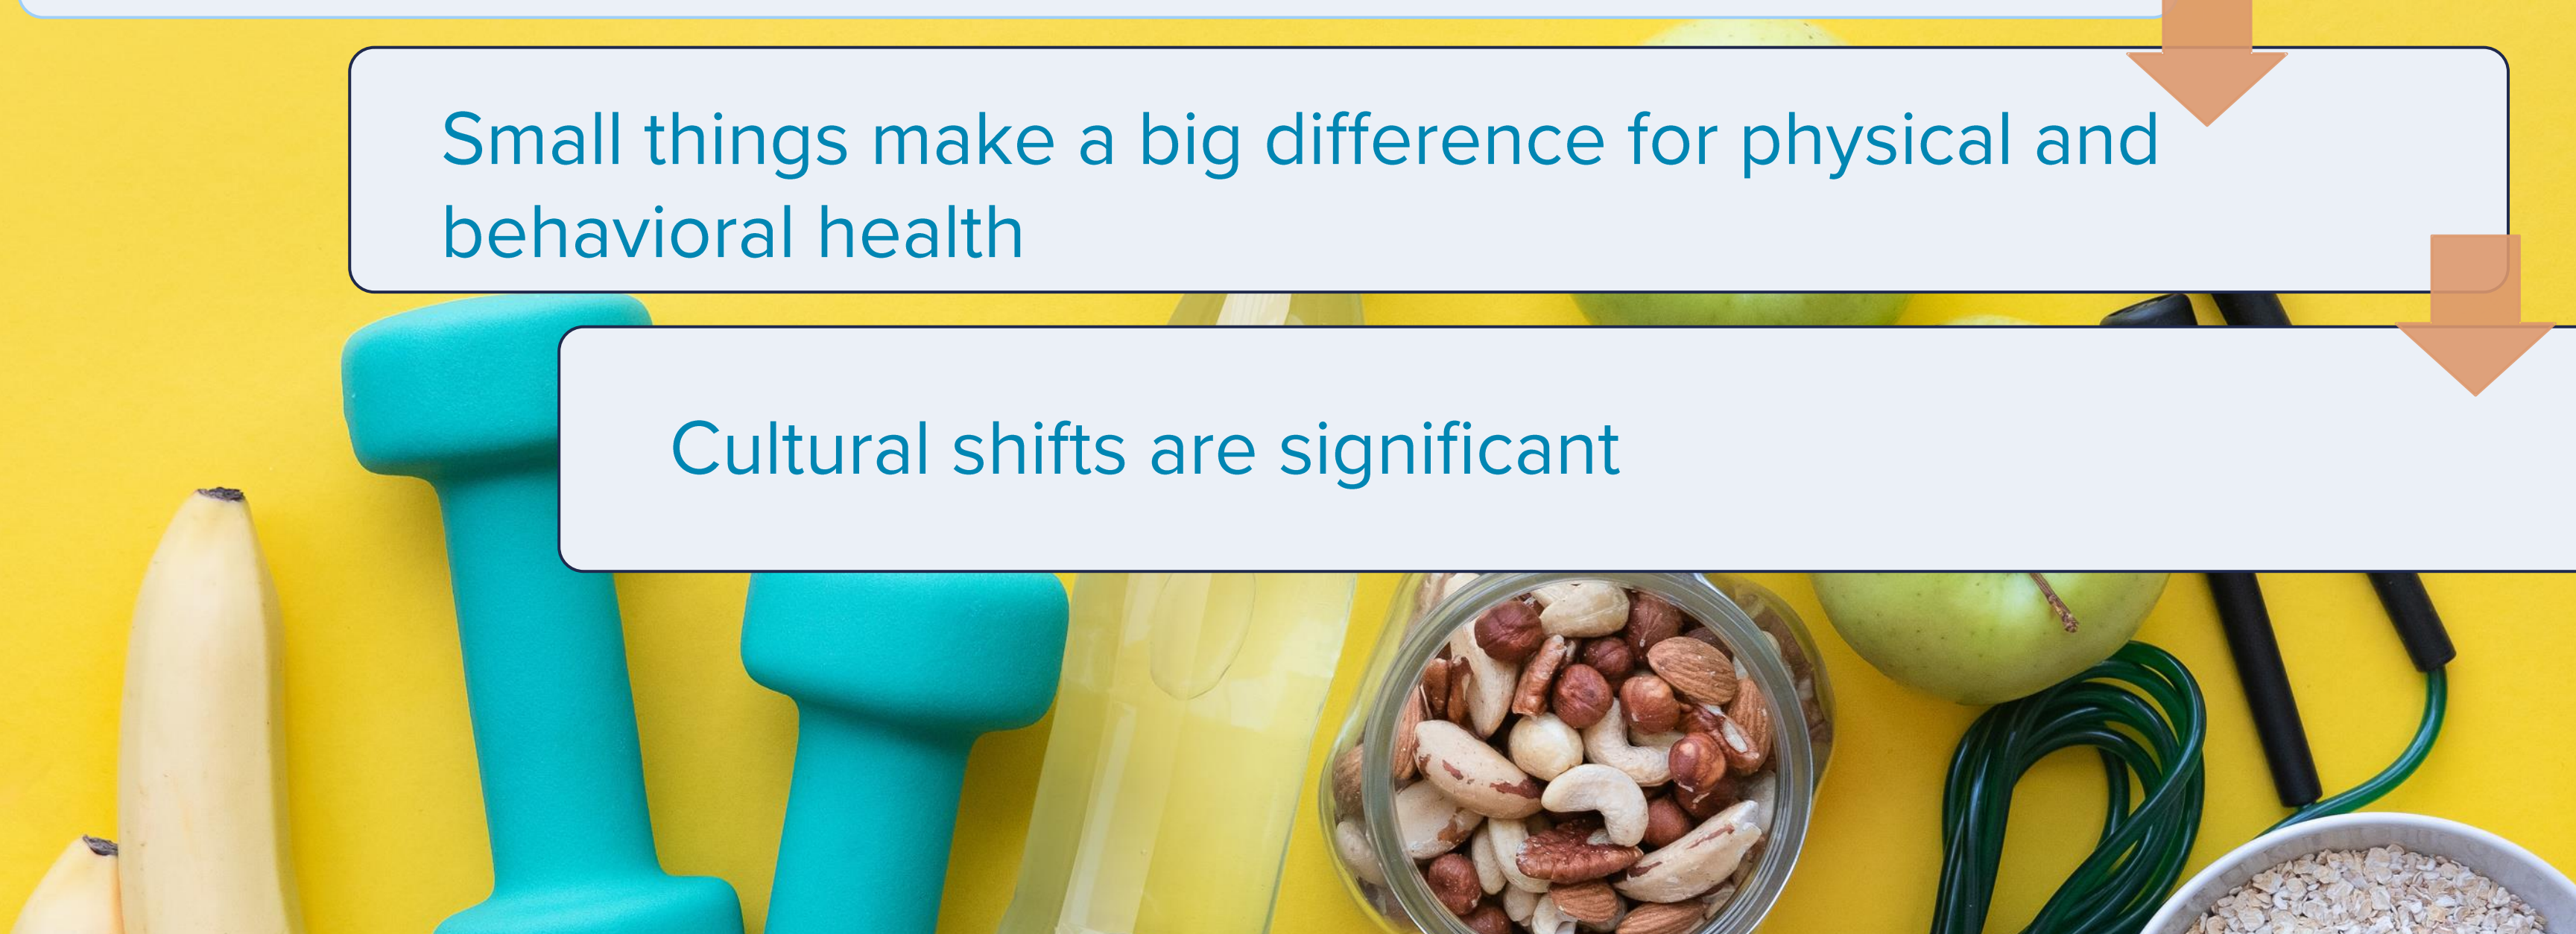 Small things make a big difference for physical and
behavioral health
Cultural shifts are significant